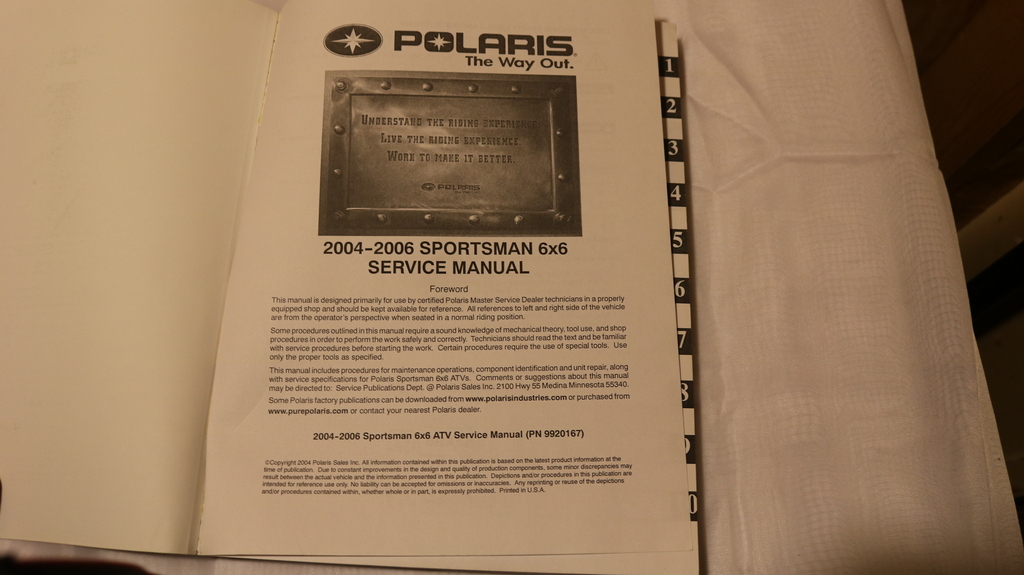 POLARIS®
The Way Out.
UNDERSTAND THE RIDING EXPERIENCE
LIVE THE RIDING EXPERIENCE
WORK TO MAKE IT BETTER.
POLARIS
2004-2006 SPORTSMAN 6x6
SERVICE MANUAL
Foreword
This manual is designed primarily for use by certified Polaris Master Service Dealer technicians in a properly
equipped shop and should be kept available for reference. All references to left and right side of the vehicle
are from the operator's perspective when seated in a normal riding position.
Some procedures outlined in this manual require a sound knowledge of mechanical theory, tool use, and shop
procedures in order to perform the work safely and correctly. Technicians should read the text and be familiar
with service procedures before starting the work. Certain procedures require the use of special tools. Use
only the proper tools as specified.
This manual includes procedures for maintenance operations, component identification and unit repair, along
with service specifications for Polaris Sportsman 6x6 ATVs. Comments or suggestions about this manual
may be directed to: Service Publications Dept. @ Polaris Sales Inc. 2100 Hwy 55 Medina Minnesota 55340.
Some Polaris factory publications can be downloaded from www.polarisindustries.com or purchased from
www.purepolaris.com or contact your nearest Polaris dealer.
2004-2006 Sportsman 6x6 ATV Service Manual (PN 9920167)
©Copyright 2004 Polaris Sales Inc. All information contained within this publication is based on the latest product information at the
time of publication. Due to constant improvements in the design and quality of production components, some minor discrepancies may
result between the actual vehicle and the information presented in this publication. Depictions and/or procedures in this publication are
intended for reference use only. No liability can be accepted for omissions or inaccuracies. Any reprinting or reuse of the depictions
and/or procedures contained within, whether whole or in part, is expressly prohibited. Printed in U.S.A.
1
2
3
4
5
6
7
8